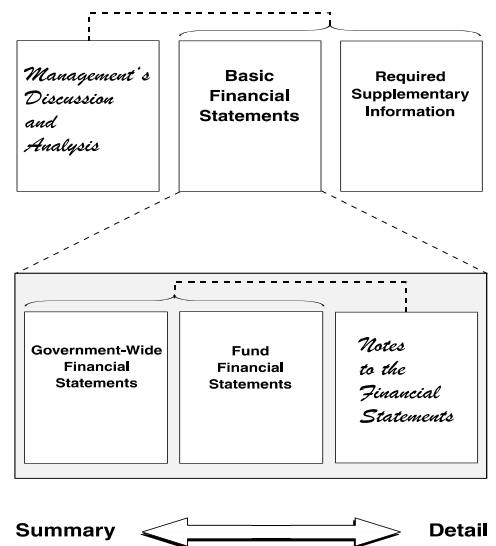 Management's
Discussion
and
Analysis
Basic
Financial
Statements
Required
Supplementary
Information
Government-Wide
Financial
Statements
Fund
Financial
Statements
Notes
to the
Financial
Statements
Summary
Detail